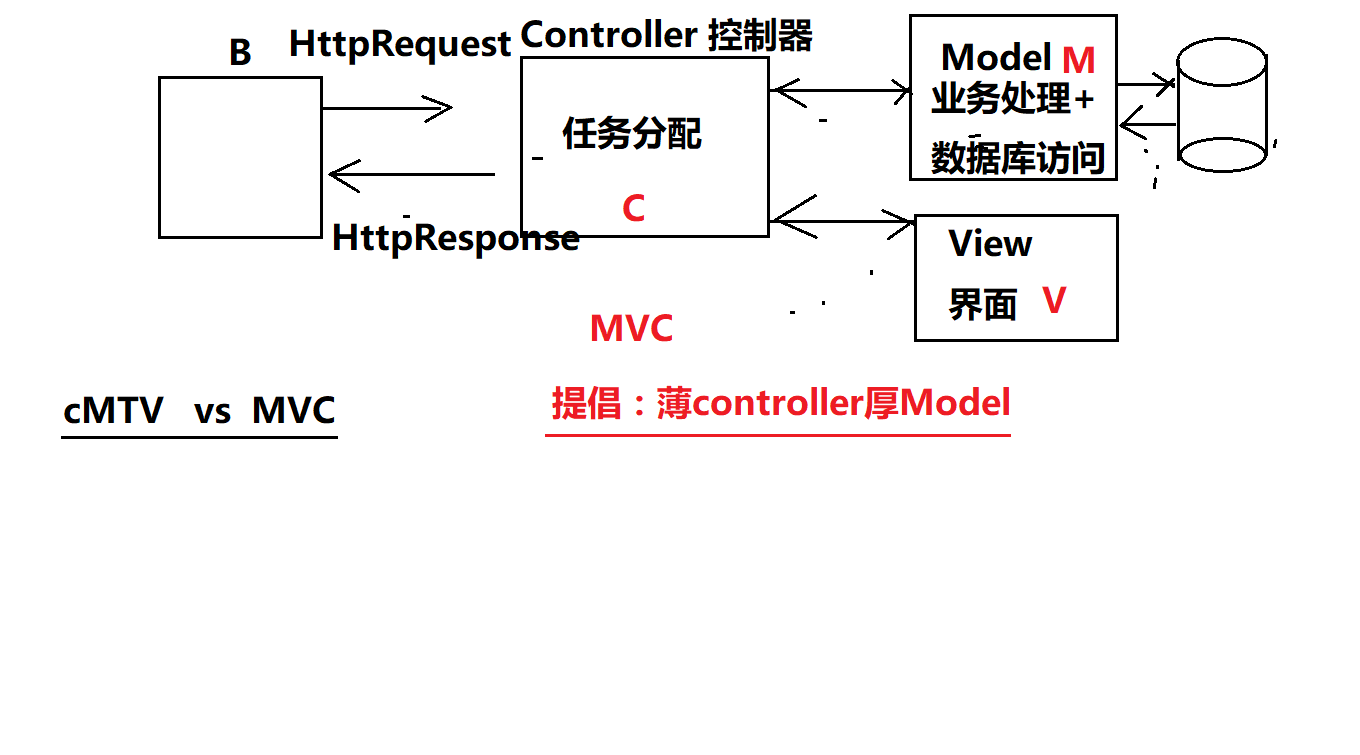 B
HttpRequest
Controller 控制器
任务分配
C
HttpResponse
Model M
业务处理+
数据库访问
View
界面 V
MVC
提倡：薄controller厚Model
cMTV vs MVC